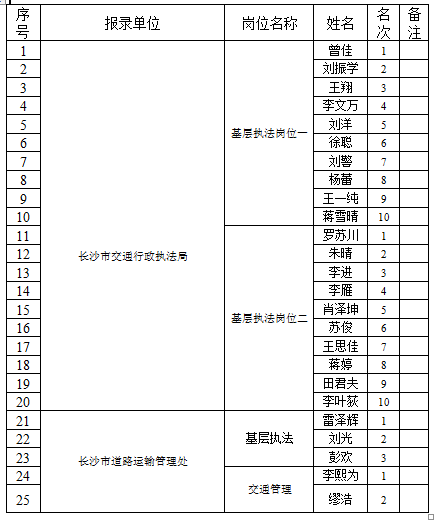 序号 报录单位 岗位名称 姓名 名次 备注
1 长沙市交通行政执法局 基层执法岗位一 曾佳 1
2 刘振学 2
3 王翔 3
4 李文万 4
5 刘洋 5
6 徐聪 6
7 刘謦 7
8 杨蕾 8
9 王一纯 9
10 蒋雪晴 10
11 基层执法岗位二 罗苏川 1
12 朱晴 2
13 李进 3
14 李雁 4
15 肖泽坤 5
16 苏俊 6
17 王思佳 7
18 蒋婷 8
19 田君夫 9
20 李叶荻 10
21 长沙市道路运输管理处 基层执法 雷泽辉 1
22 刘光 2
23 彭欢 3
24 交通管理 李熙为 1
25 缪浩 2